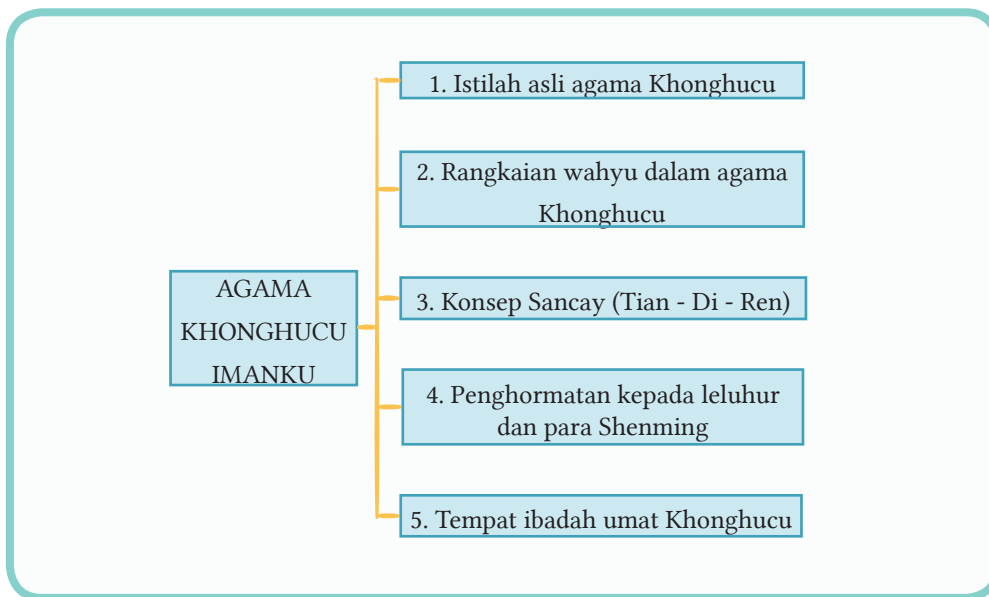 1. Istilah asli agama Khonghucu
2. Rangkaian wahyu dalam agama
Khonghucu
AGAMA
KHONGHUCU
IMANKU
3. Konsep Sancay (Tian - Di - Ren)
4. Penghormatan kepada leluhur
dan para Shenming
5. Tempat ibadah umat Khonghucu